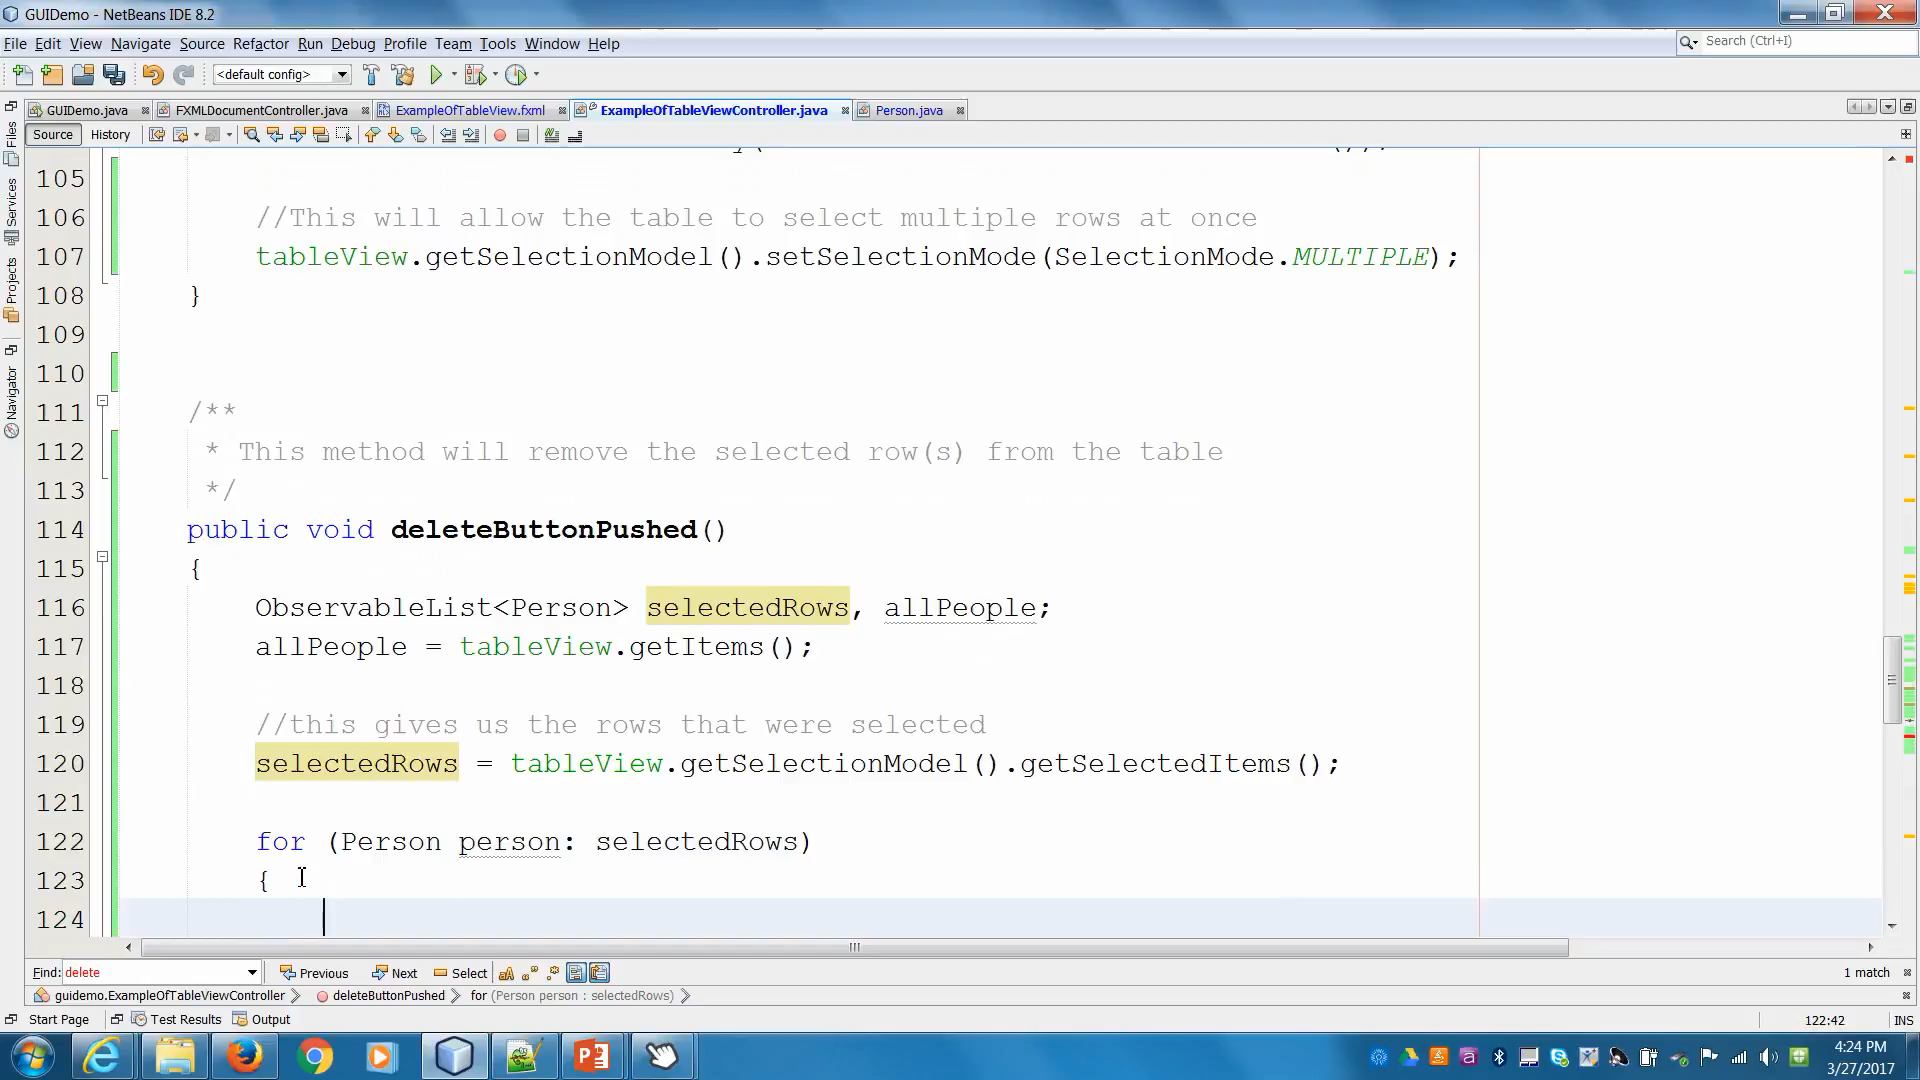 GUIDemo - NetBeans IDE 8.2
File Edit View Navigate Source Refactor Run Debug Profile Team Tools Window Help
Search (Ctrl+I)
<default config>
GUIDemo.java FXMLDocumentController.java ExampleOfTableView.fxml ExampleOfTableViewController.java Person.java
Source History
Files
Services
Projects
Navigator
105
106 //This will allow the table to select multiple rows at once
107 tableView.getSelectionModel().setSelectionMode(SelectionMode.MULTIPLE);
108 }
109
110
111 /**
112 * This method will remove the selected row(s) from the table
113 */
114 public void deleteButtonPushed()
115 {
116 ObservableList<Person> selectedRows, allPeople;
117 allPeople = tableView.getItems();
118
119 //this gives us the rows that were selected
120 selectedRows = tableView.getSelectionModel().getSelectedItems();
121
122 for (Person person: selectedRows)
123 {
124
Find: delete Previous Next Select 1 match
guidemo.ExampleOfTableViewController deleteButtonPushed for (Person person : selectedRows)
Start Page Test Results Output 122:42 INS
4:24 PM
3/27/2017